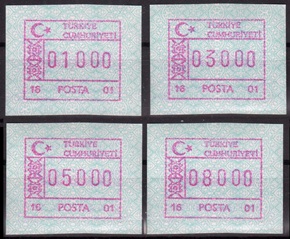 TÜRKİYE
CUMHURİYETİ
01000
16 POSTA 01
TÜRKİYE
CUMHURİYETİ
03000
16 POSTA 01
TÜRKİYE
CUMHURİYETİ
05000
16 POSTA 01
TÜRKİYE
CUMHURİYETİ
08000
16 POSTA 01